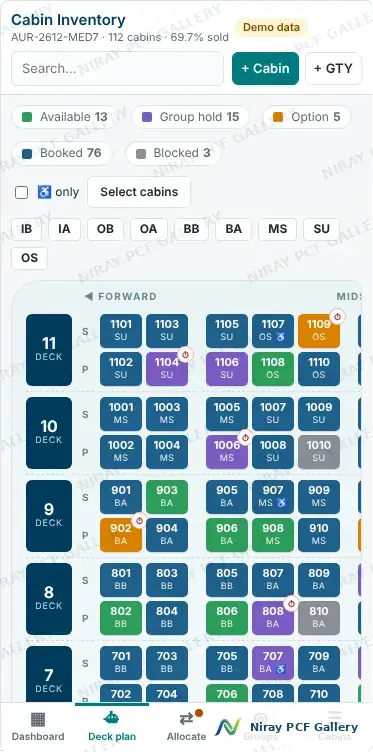 Cabin Inventory
AUR-2612-MED7 · 112 cabins · 69.7% sold
Demo data
Search...
+ Cabin
+ GTY
Available 13
Group hold 15
Option 5
Booked 76
Blocked 3
♿ only
Select cabins
IB IA OB OA BB BA MS SU
OS
◀ FORWARD MIDS
11 DECK
S 1101 SU 1103 SU 1105 SU 1107 OS ♿ 1109 OS
P 1102 SU 1104 SU 1106 SU 1108 OS 1110 OS
10 DECK
S 1001 MS 1003 MS 1005 MS 1007 SU 1009 SU
P 1002 MS 1004 MS 1006 MS 1008 SU 1010 SU
9 DECK
S 901 BA 903 BA 905 BA 907 MS ♿ 909 MS
P 902 BA 904 BA 906 BA 908 MS 910 MS
8 DECK
S 801 BB 803 BB 805 BB 807 BA 809 BA
P 802 BB 804 BB 806 BB 808 BA 810 BA
7 DECK
S 701 BB 703 BB 705 BB 707 BA ♿ 709 BA
P 702 704 706 708 710
Dashboard
Deck plan
Allocate
Groups
Cabins
Niray PCF Gallery
NIRAY PCF GALLERY